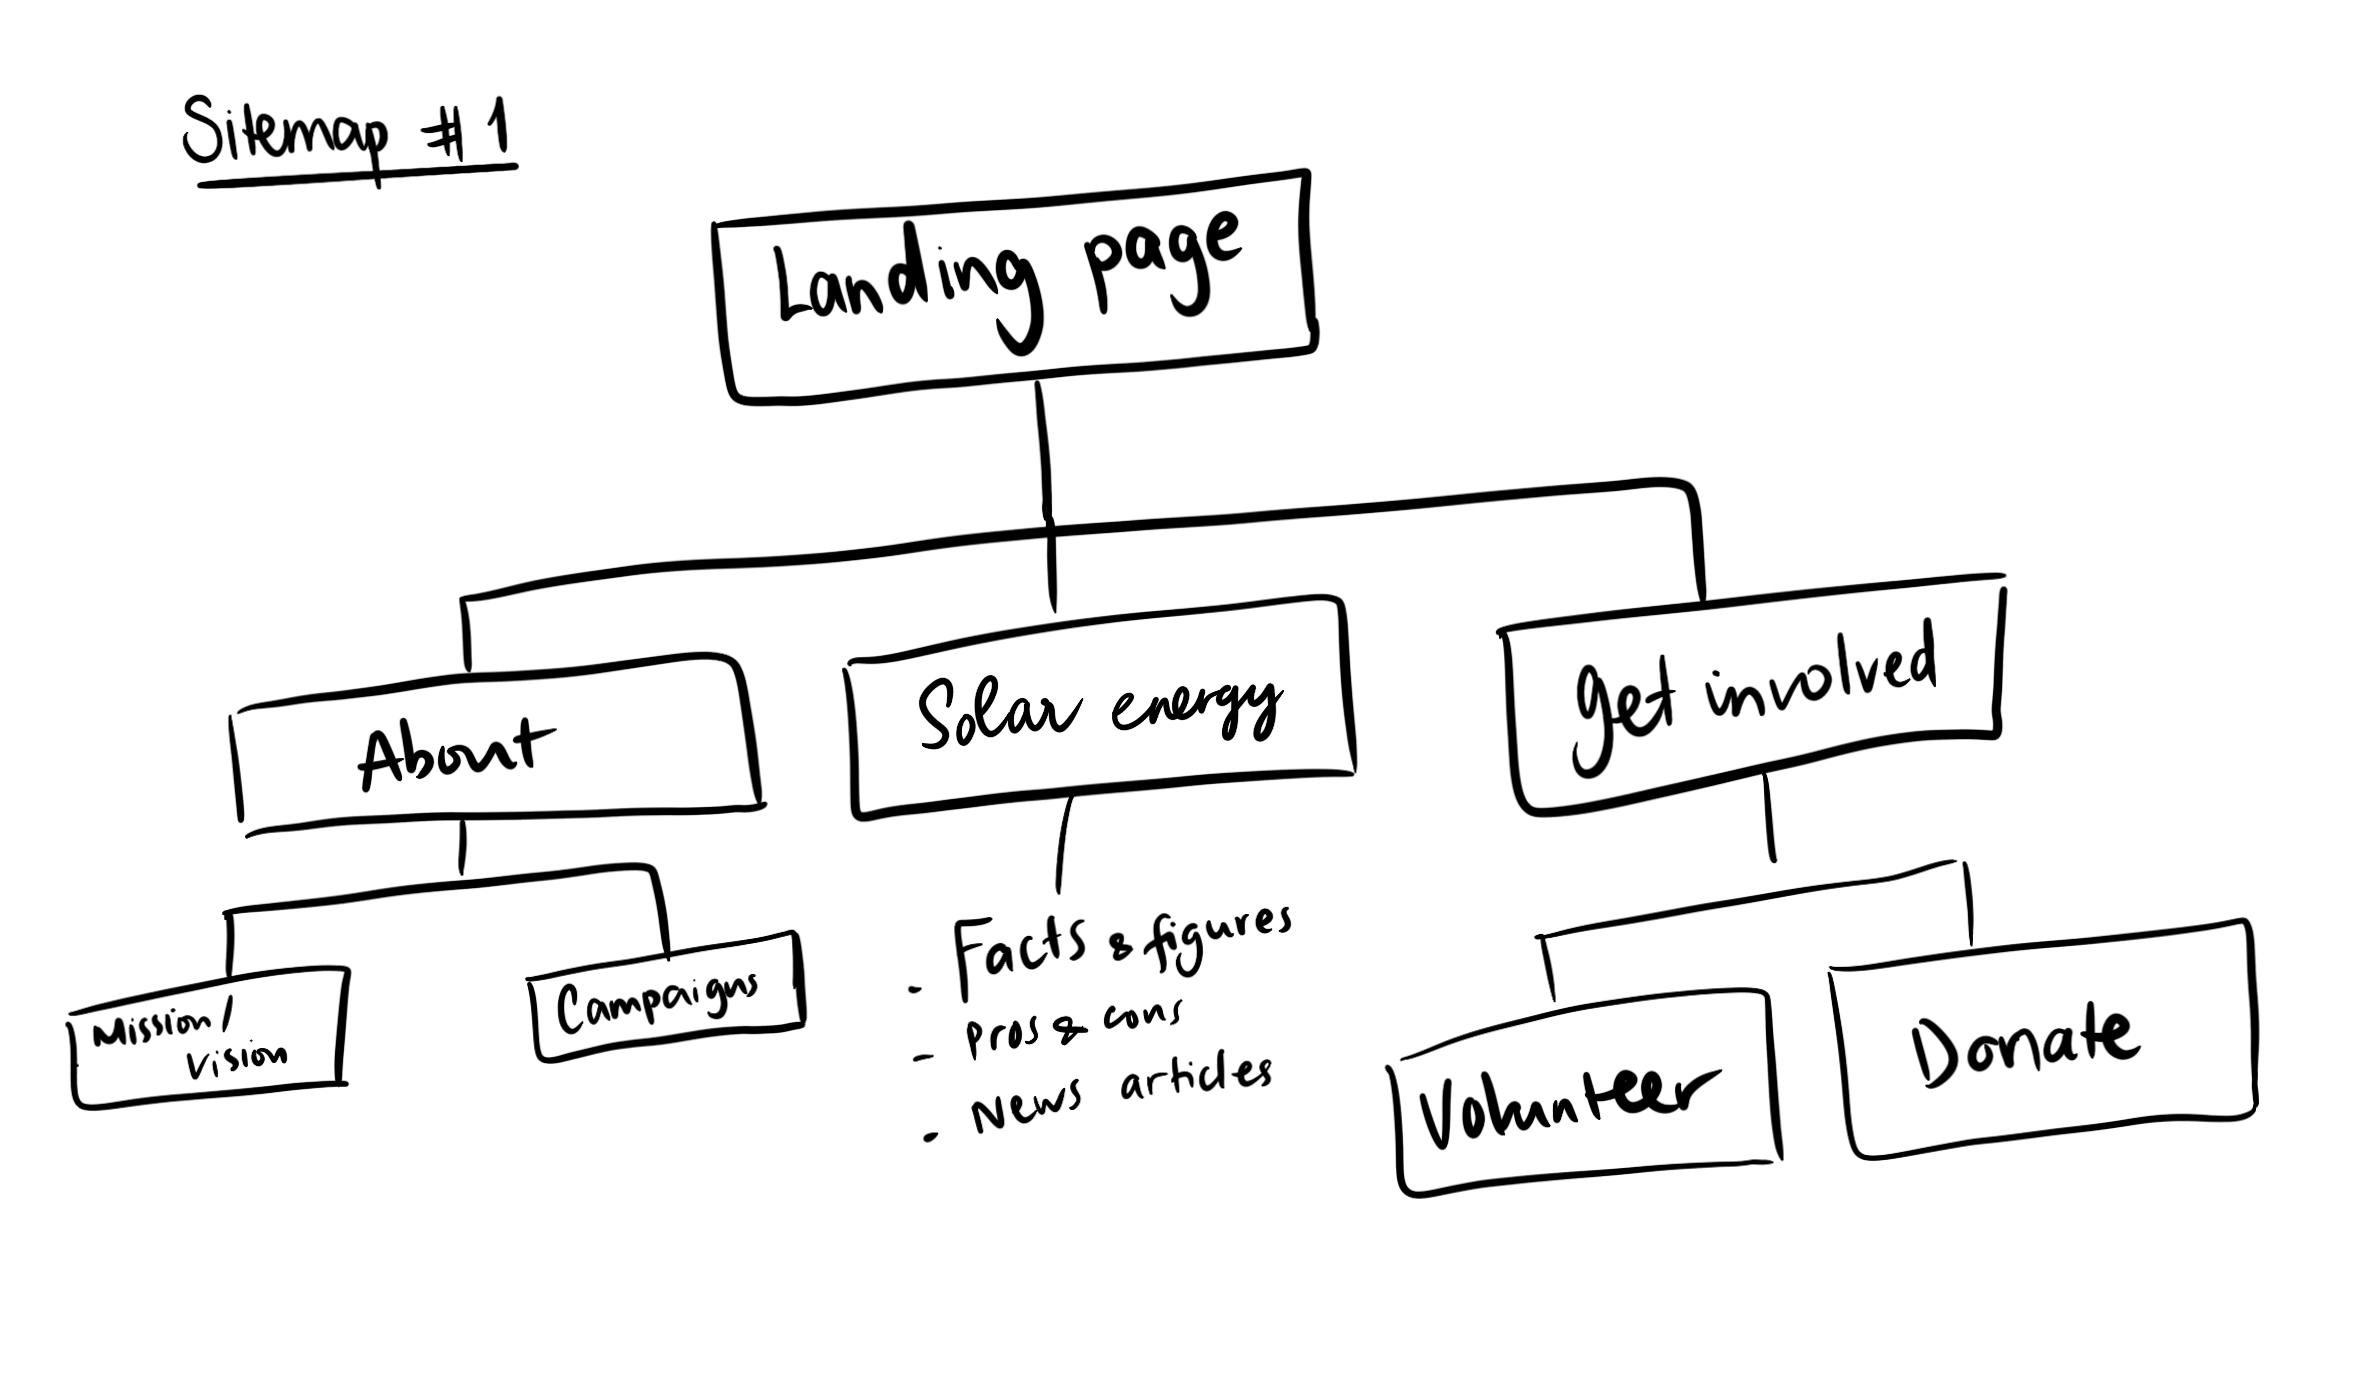 Sitemap #1
Landing page
About
Solar energy
get involved
Mission/
Vision
Campaigns
- Facts & figures
- pros & cons
- News articles
Volunteer
Donate